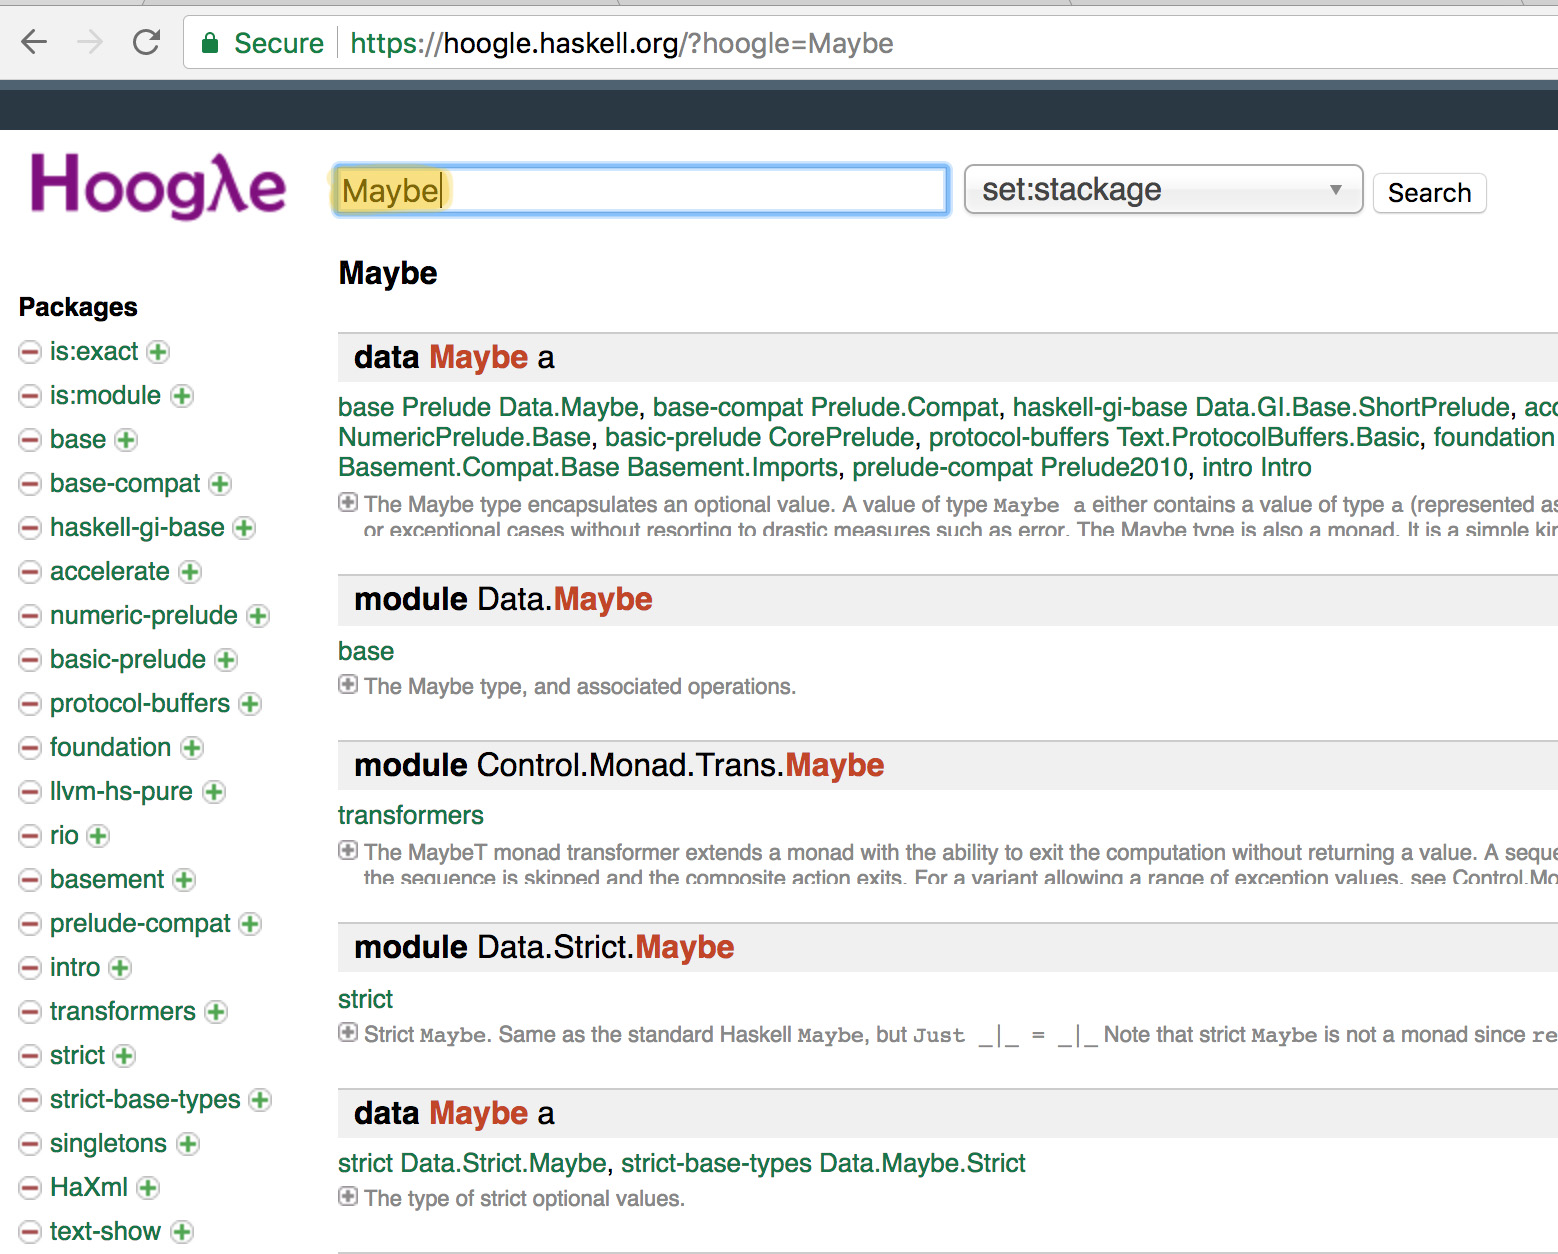 Secure https://hoogle.haskell.org/?hoogle=Maybe
Hoogλe
Maybe
set:stackage
Search
Packages
is:exact
is:module
base
base-compat
haskell-gi-base
accelerate
numeric-prelude
basic-prelude
protocol-buffers
foundation
llvm-hs-pure
rio
basement
prelude-compat
intro
transformers
strict
strict-base-types
singletons
HaXml
text-show
Maybe
data Maybe a
base Prelude Data.Maybe, base-compat Prelude.Compat, haskell-gi-base Data.GI.Base.ShortPrelude,
NumericPrelude.Base, basic-prelude CorePrelude, protocol-buffers Text.ProtocolBuffers.Basic, foundation
Basement.Compat.Base Basement.Imports, prelude-compat Prelude2010, intro Intro
The Maybe type encapsulates an optional value. A value of type Maybe a either contains a value of type a (represented as
or exceptional cases without resorting to drastic measures such as error. The Maybe type is also a monad. It is a simple
module Data.Maybe
base
The Maybe type, and associated operations.
module Control.Monad.Trans.Maybe
transformers
The MaybeT monad transformer extends a monad with the ability to exit the computation without returning a value. A
the sequence is skipped and the composite action exits. For a variant allowing a range of exception values, see
module Data.Strict.Maybe
strict
Strict Maybe. Same as the standard Haskell Maybe, but Just _|_ = _|_ Note that strict Maybe is not a monad since
data Maybe a
strict Data.Strict.Maybe, strict-base-types Data.Maybe.Strict
The type of strict optional values.